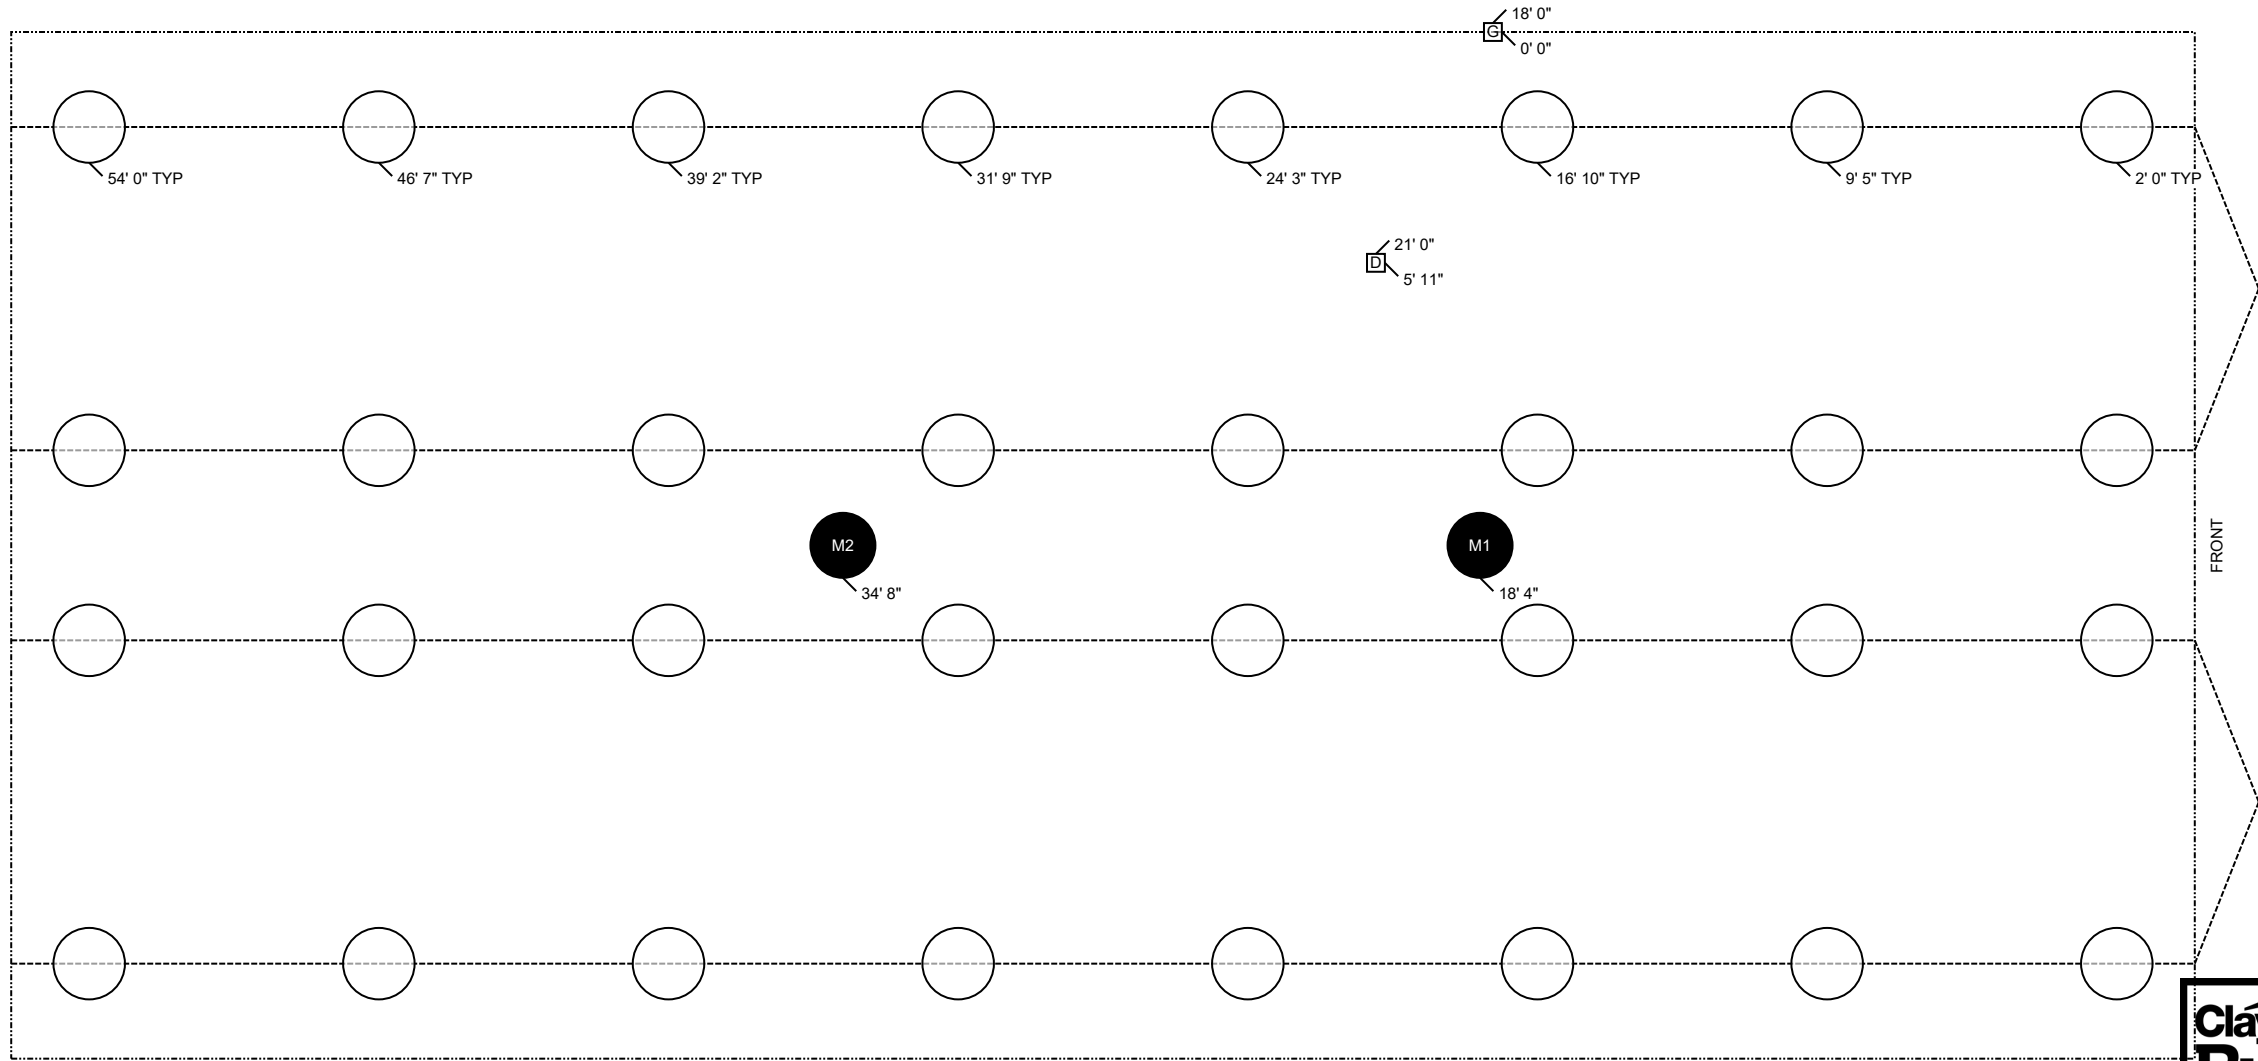 18' 0"
G
0' 0"
54' 0" TYP
46' 7" TYP
39' 2" TYP
31' 9" TYP
24' 3" TYP
16' 10" TYP
9' 5" TYP
2' 0" TYP
21' 0"
D
5' 11"
M2
M1
FRONT
34' 8"
18' 4"